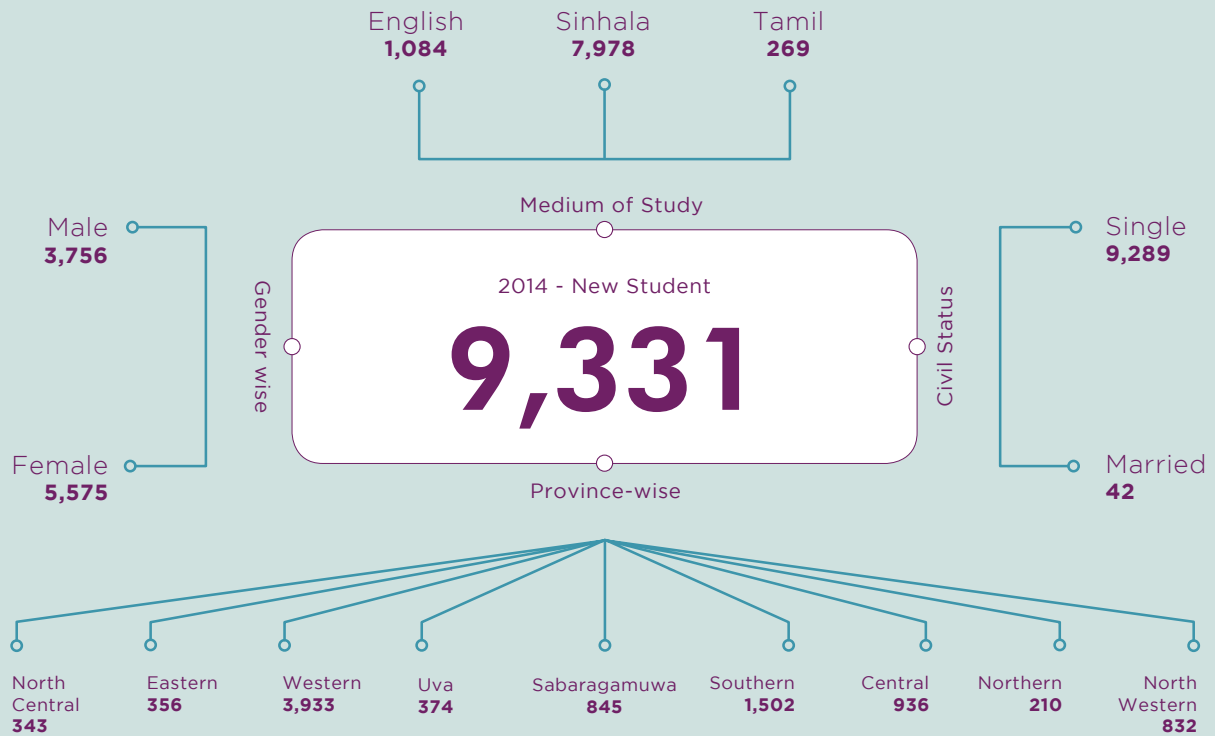 English
1,084
Sinhala
7,978
Tamil
269
Medium of Study
Male
3,756
Gender wise
Female
5,575
2014 - New Student
9,331
Single
9,289
Civil Status
Married
42
Province-wise
North
Central
343
Eastern
356
Western
3,933
Uva
374
Sabaragamuwa
845
Southern
1,502
Central
936
Northern
210
North
Western
832